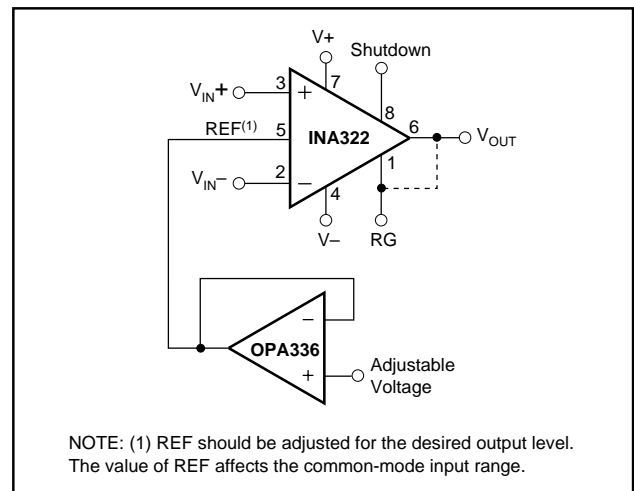 V+
Shutdown
VIN+
3
+
7
8
REF(1)
5
INA322
6
VOUT
1
VIN–
2
–
4
V–
RG
–
OPA336
+
Adjustable
Voltage
NOTE: (1) REF should be adjusted for the desired output level.
The value of REF affects the common-mode input range.